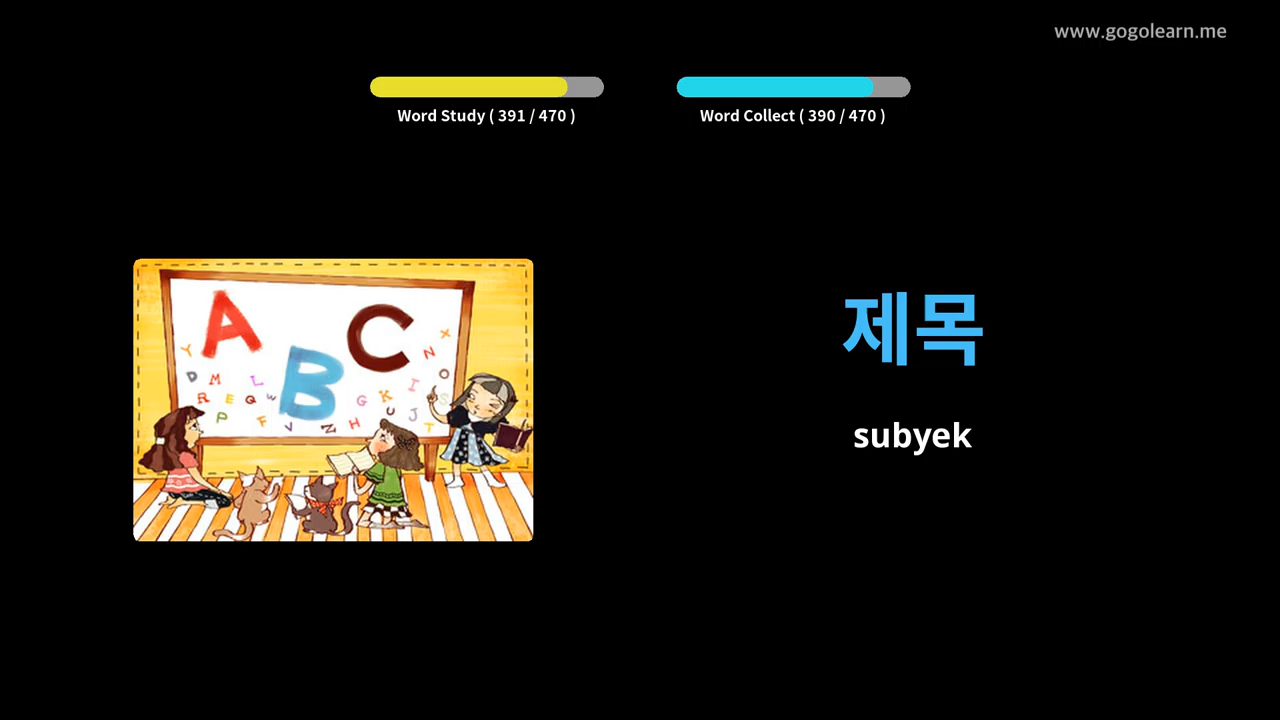 www.gogolearn.me
Word Study ( 391 / 470 )
Word Collect ( 390 / 470 )
A
B
C
Y
X
N
D
M
L
O
R
E
Q
W
G
K
I
S
P
F
V
Z
H
U
J
T
제목
subyek